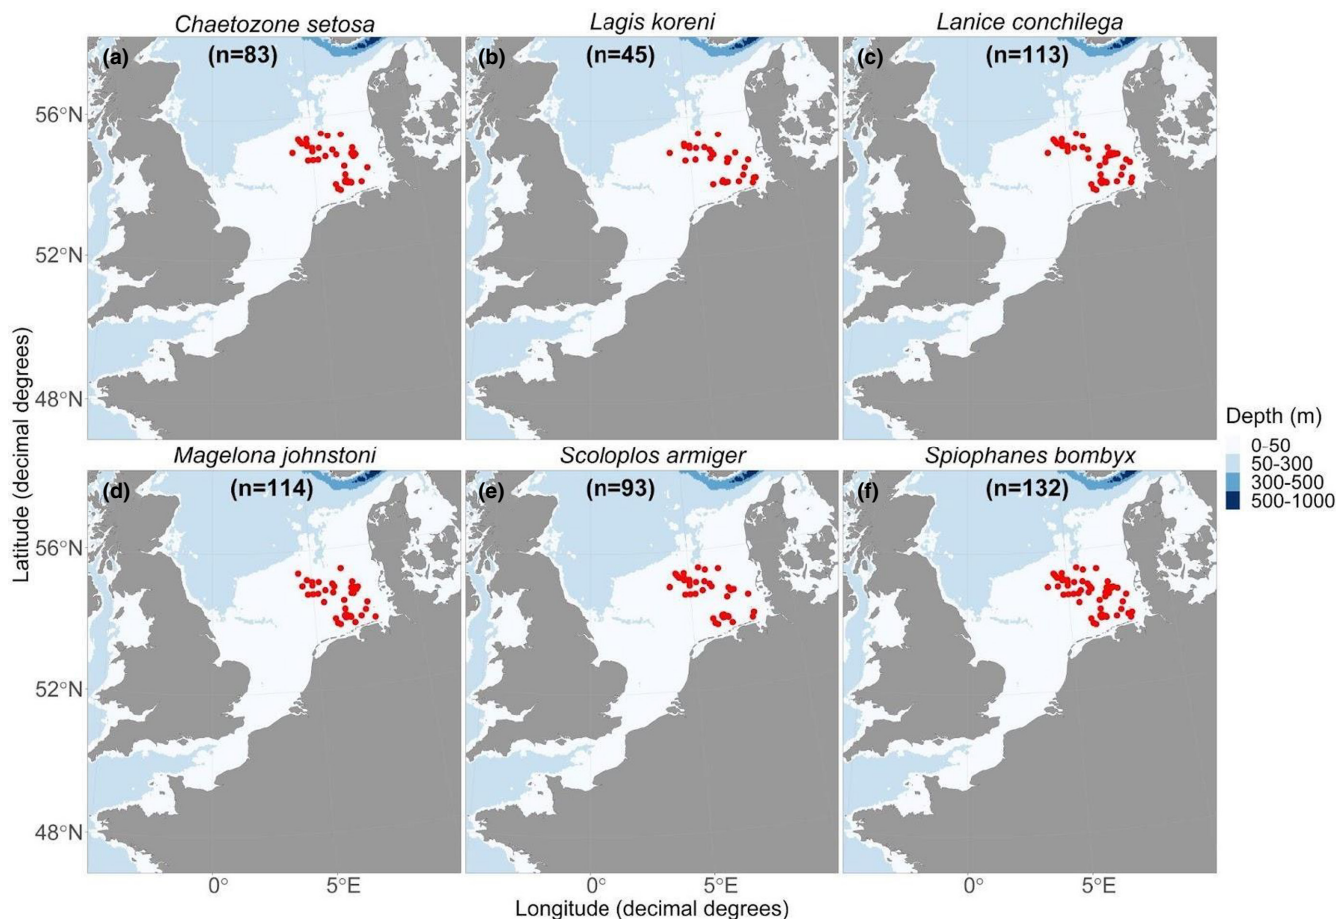 Chaetozone setosa
Lagis koreni
Lanice conchilega
(a)
(n=83)
(b)
(n=45)
(c)
(n=113)
56°N
52°N
48°N
Magelona johnstoni
Scoloplos armiger
Spiophanes bombyx
(d)
(n=114)
(e)
(n=93)
(f)
(n=132)
56°N
52°N
48°N
0°
5°E
0°
5°E
0°
5°E
Latitude (decimal degrees)
Longitude (decimal degrees)
Depth (m)
0-50
50-300
300-500
500-1000